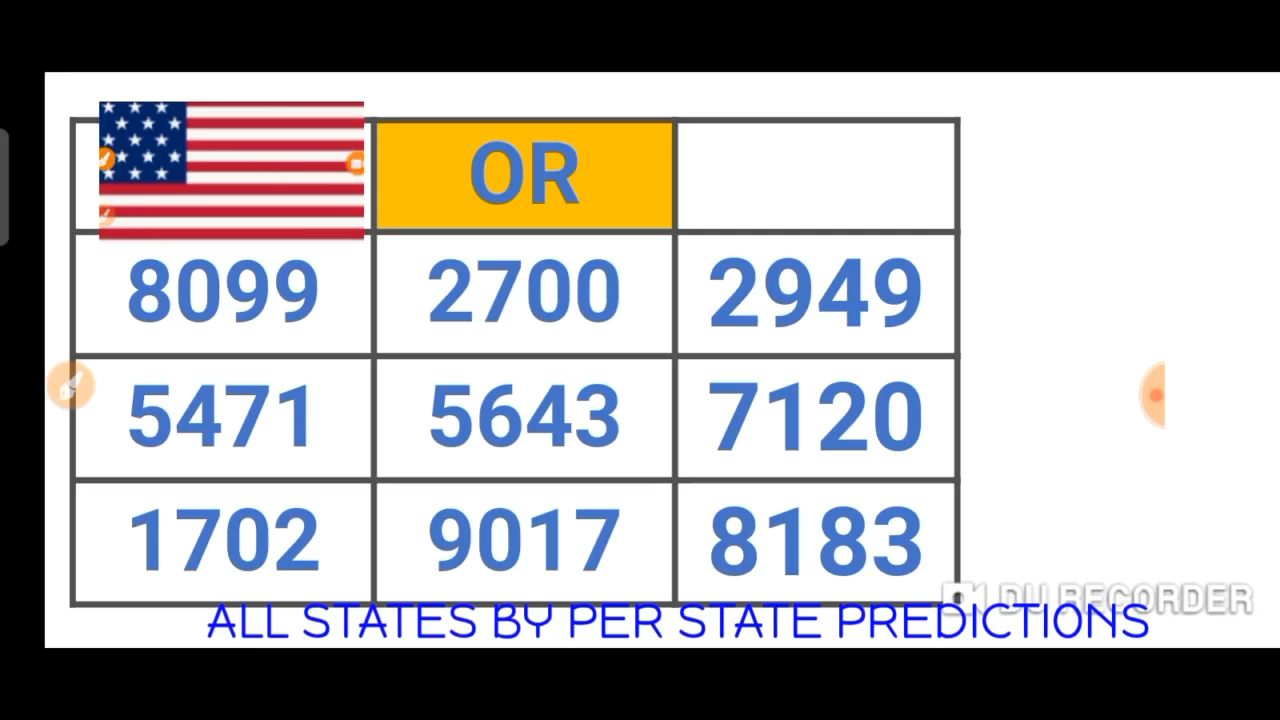 OR
8099 2700 2949
5471 5643 7120
1702 9017 8183
DU RECORDER
ALL STATES BY PER STATE PREDICTIONS